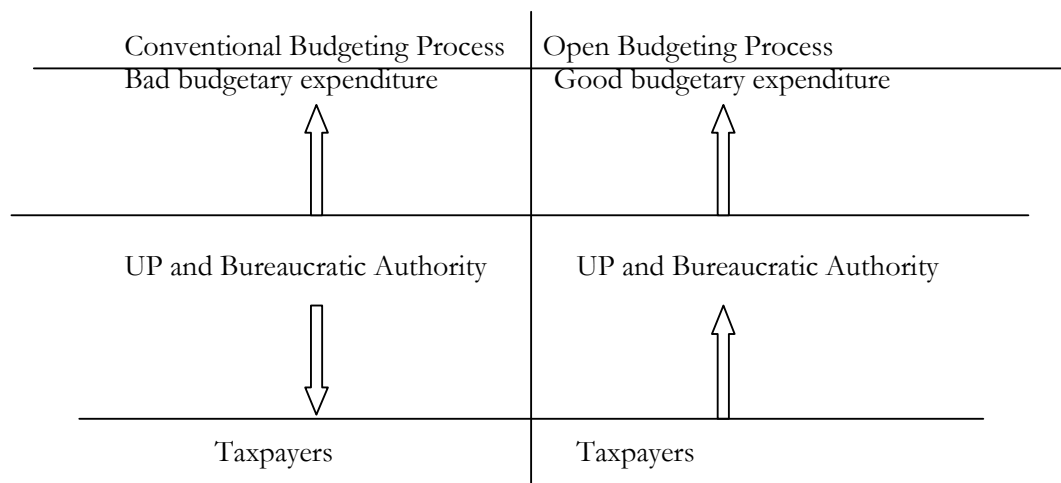 Conventional Budgeting Process Open Budgeting Process
Bad budgetary expenditure Good budgetary expenditure
UP and Bureaucratic Authority UP and Bureaucratic Authority
Taxpayers Taxpayers